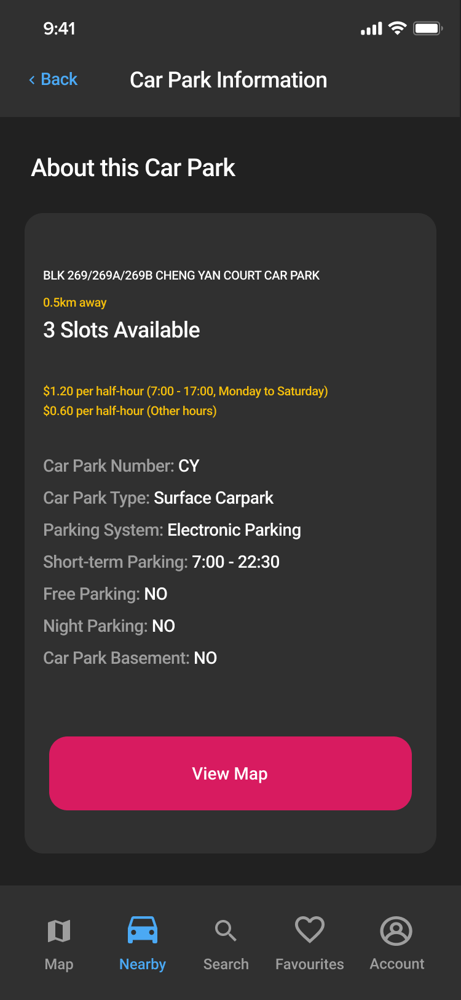 9:41
‹ Back
Car Park Information
About this Car Park
BLK 269/269A/269B CHENG YAN COURT CAR PARK
0.5km away
3 Slots Available
$1.20 per half-hour (7:00 - 17:00, Monday to Saturday)
$0.60 per half-hour (Other hours)
Car Park Number: CY
Car Park Type: Surface Carpark
Parking System: Electronic Parking
Short-term Parking: 7:00 - 22:30
Free Parking: NO
Night Parking: NO
Car Park Basement: NO
View Map
Map
Nearby
Search
Favourites
Account